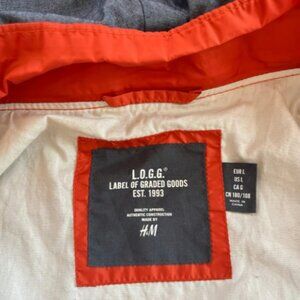 L.O.G.G.®
LABEL OF GRADED GOODS
EST. 1993
QUALITY APPAREL
AUTHENTIC CONSTRUCTION
MADE BY
H&M
EUR L
US L
CA G
CN 180/108
MADE IN
CHINA